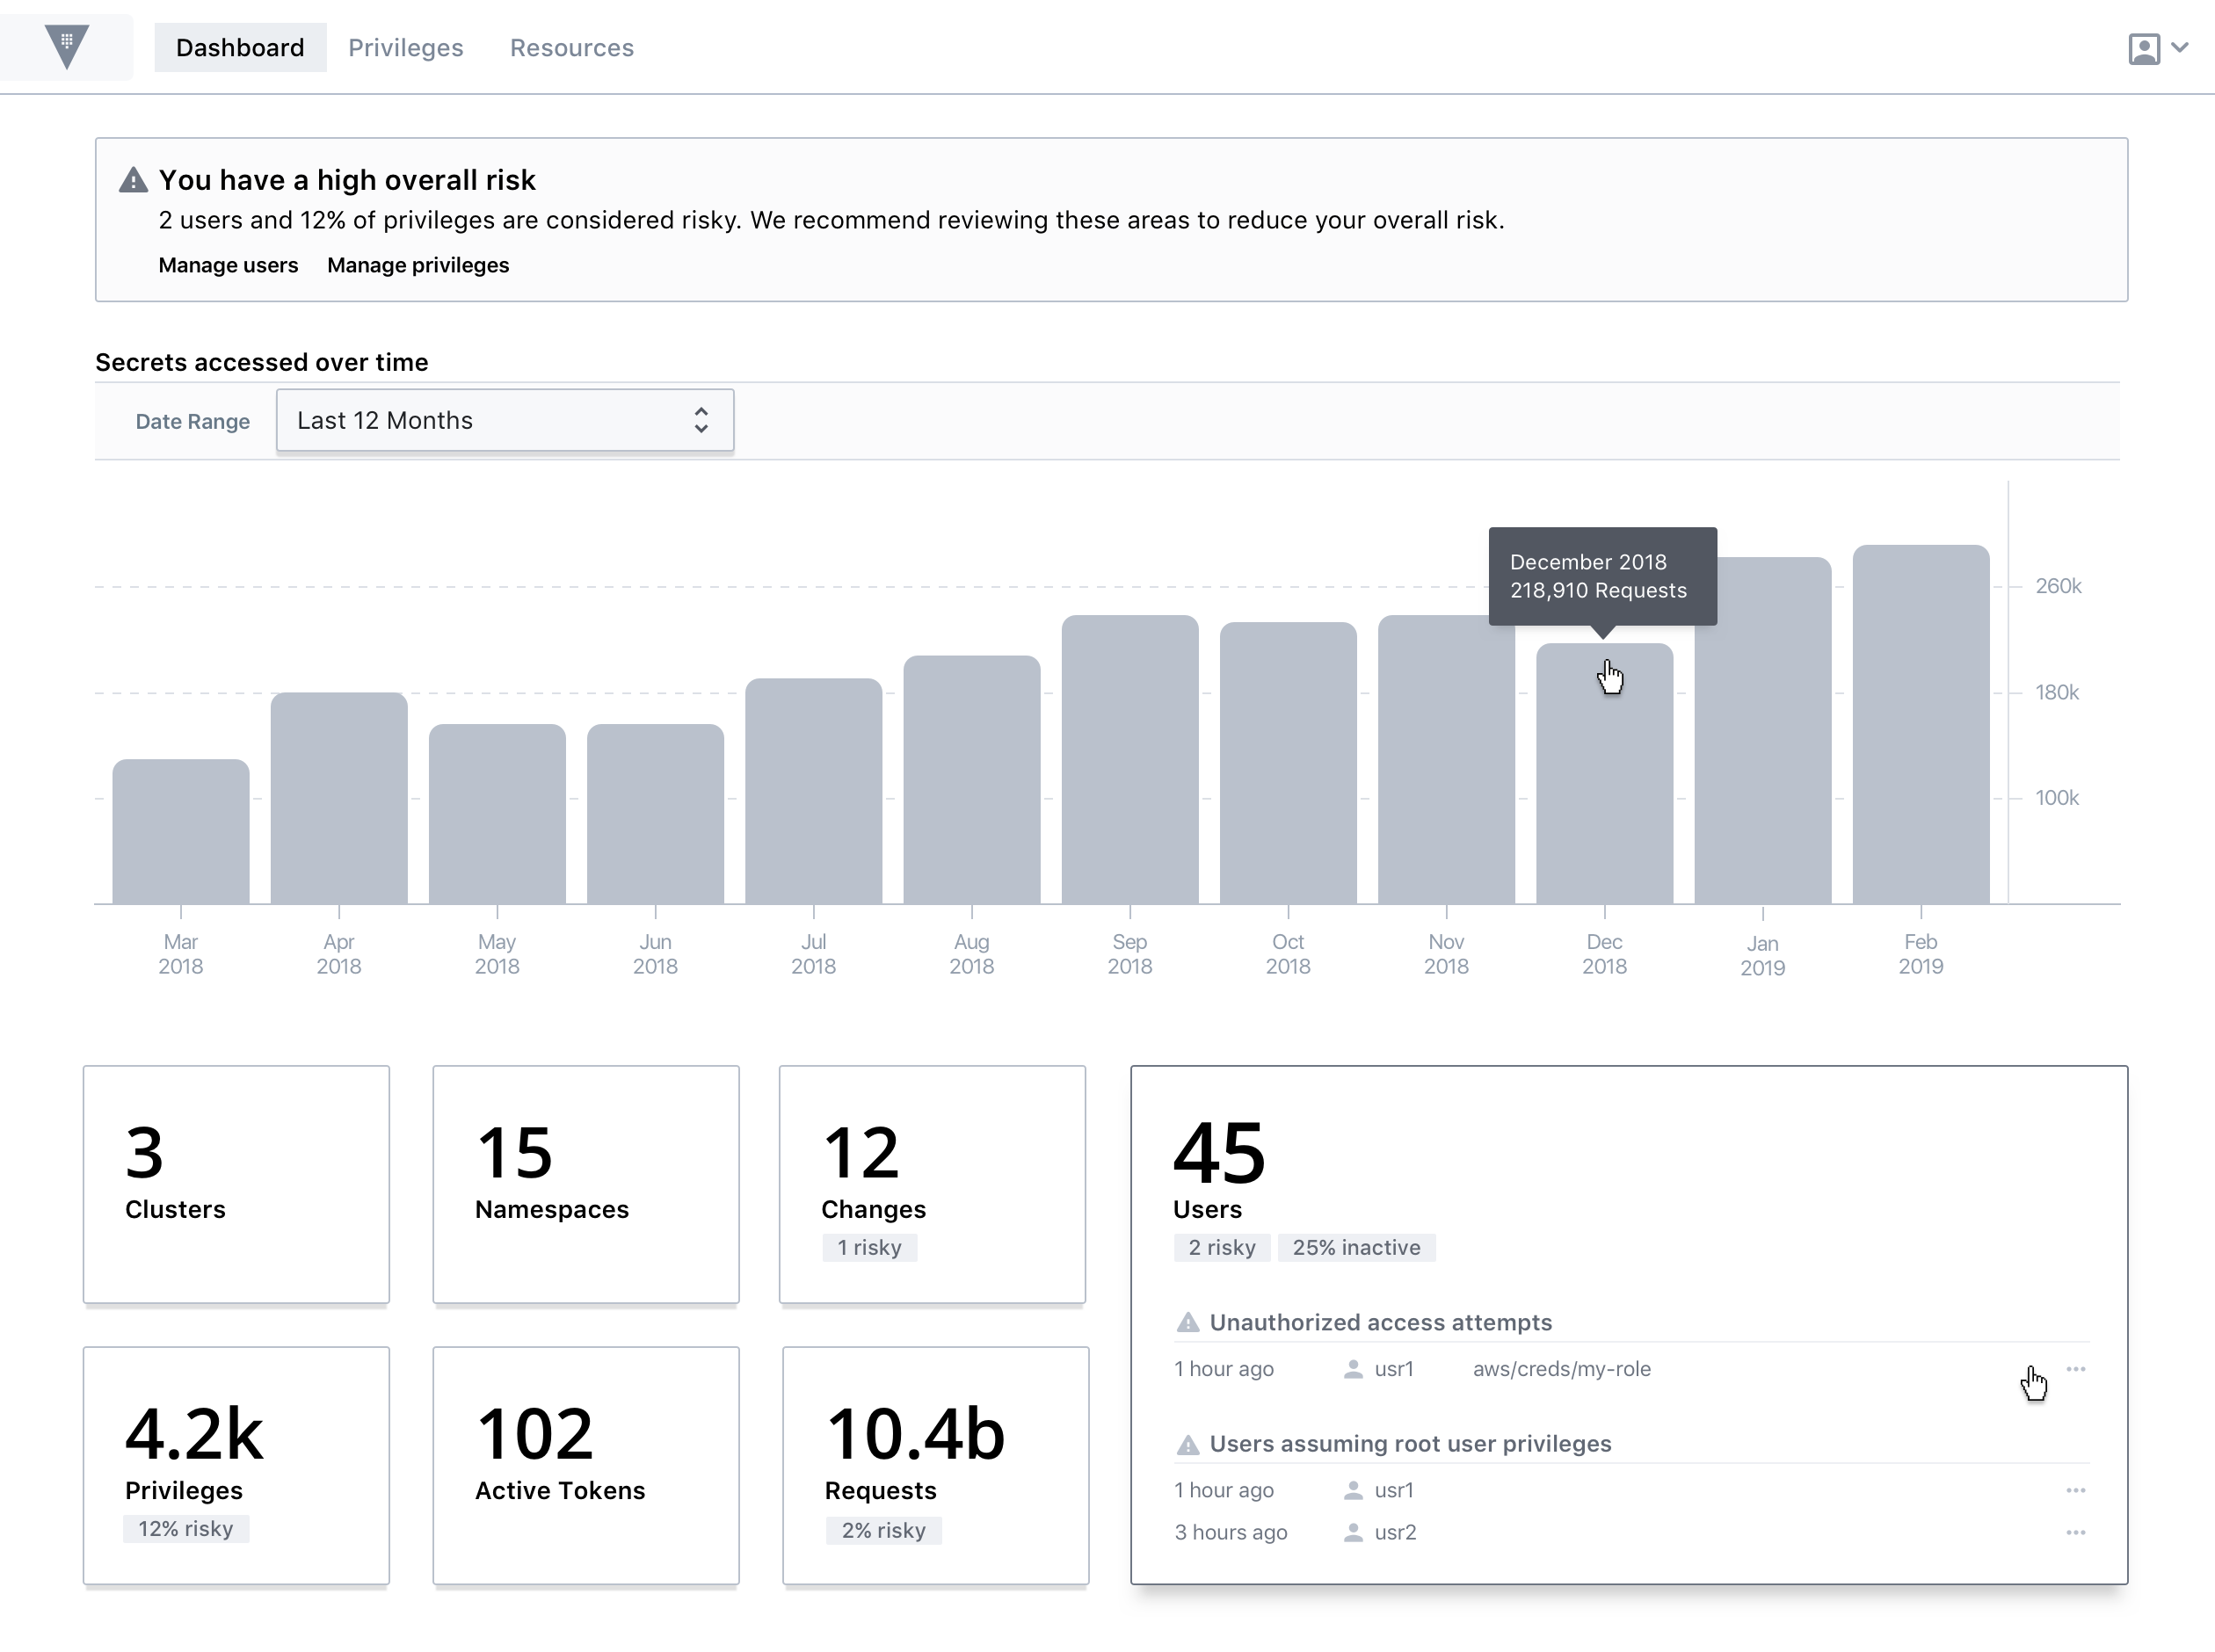 Dashboard Privileges Resources
You have a high overall risk
2 users and 12% of privileges are considered risky. We recommend reviewing these areas to reduce your overall risk.
Manage users Manage privileges
Secrets accessed over time
Date Range Last 12 Months
December 2018
218,910 Requests
260k
180k
100k
Mar 2018
Apr 2018
May 2018
Jun 2018
Jul 2018
Aug 2018
Sep 2018
Oct 2018
Nov 2018
Dec 2018
Jan 2019
Feb 2019
3
Clusters
15
Namespaces
12
Changes
1 risky
4.2k
Privileges
12% risky
102
Active Tokens
10.4b
Requests
2% risky
45
Users
2 risky 25% inactive
Unauthorized access attempts
1 hour ago usr1 aws/creds/my-role
Users assuming root user privileges
1 hour ago usr1
3 hours ago usr2